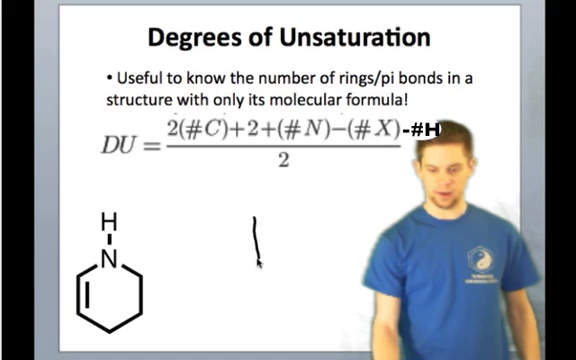 Degrees of Unsaturation
• Useful to know the number of rings/pi bonds in a
structure with only its molecular formula!
DU = 2(#C)+2+(#N)−(#X)-#H
2
H
N